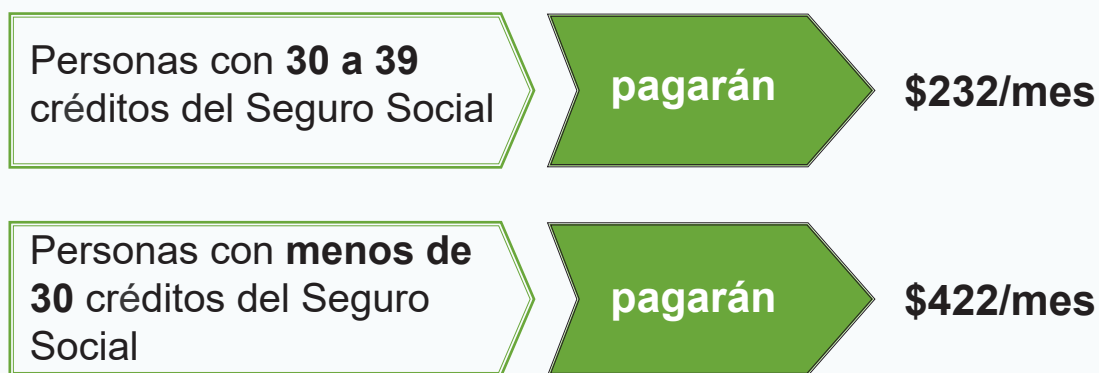 Personas con 30 a 39
créditos del Seguro Social
pagarán
$232/mes
Personas con menos de
30 créditos del Seguro
Social
pagarán
$422/mes